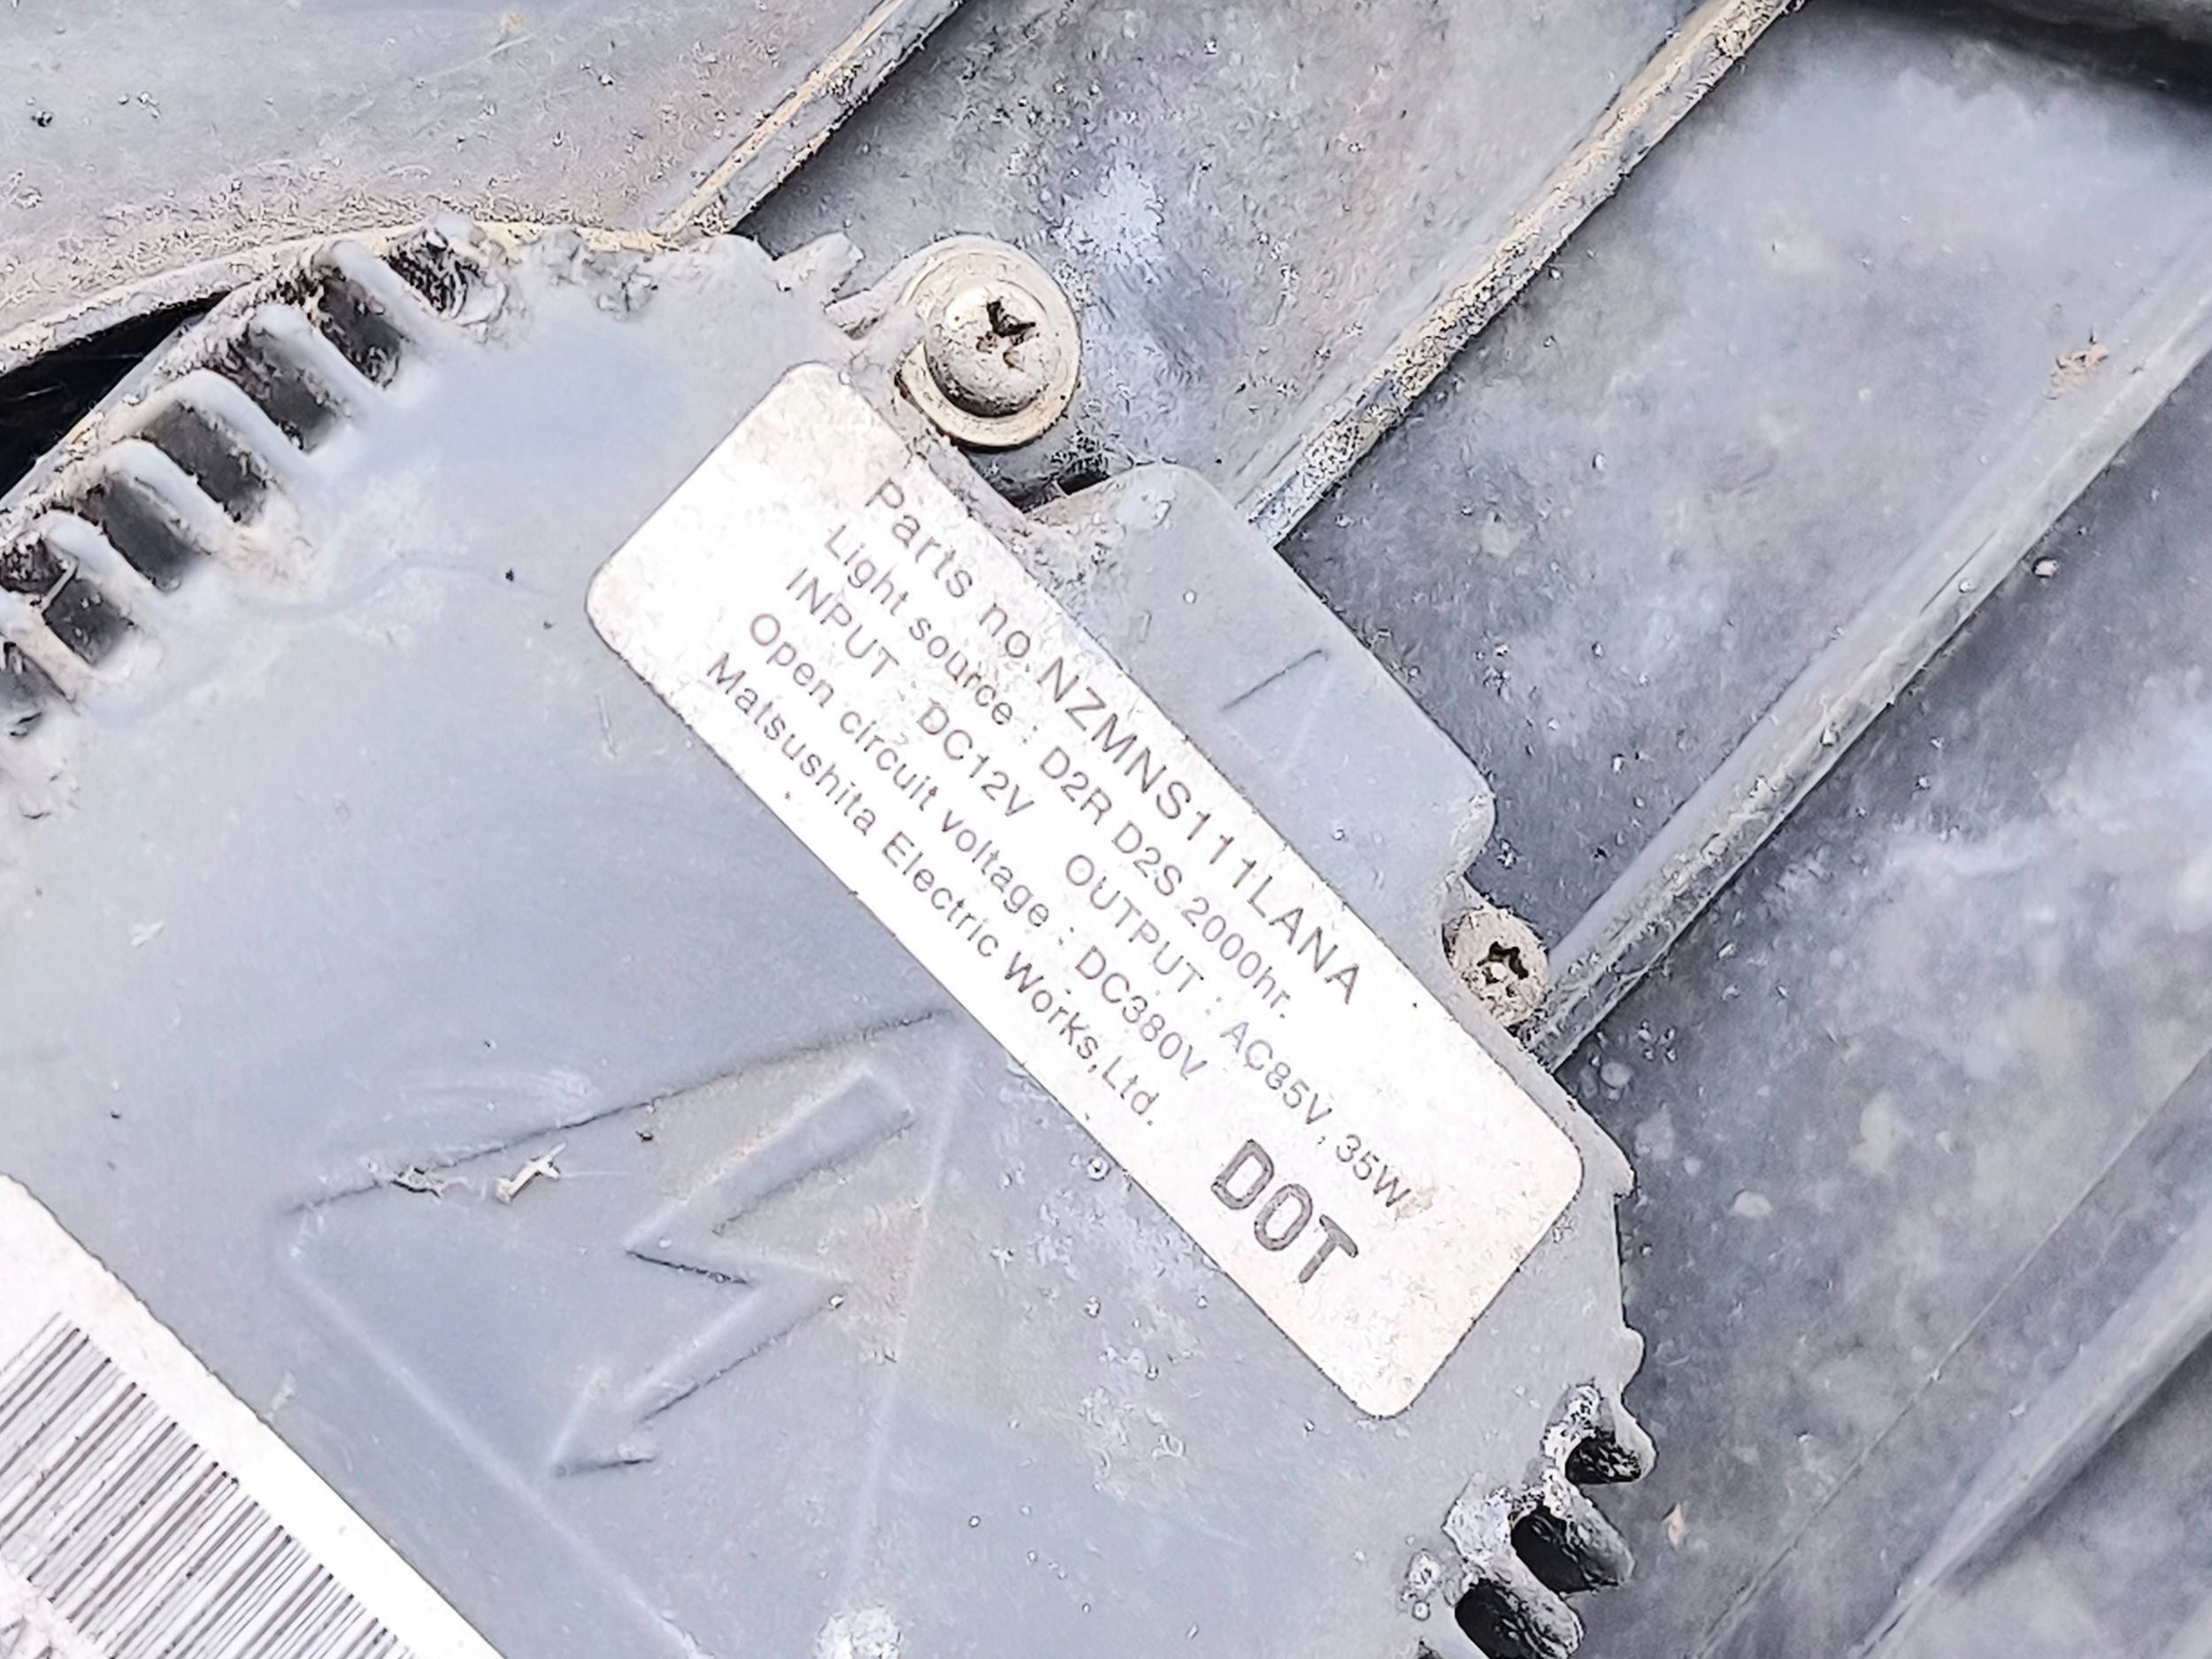 Parts no.NZMNS111LANA
Light source : D2R D2S 2000hr.
INPUT : DC12V OUTPUT : AC85V, 35W
Open circuit voltage : DC380V
Matsushita Electric Works,Ltd.
DOT